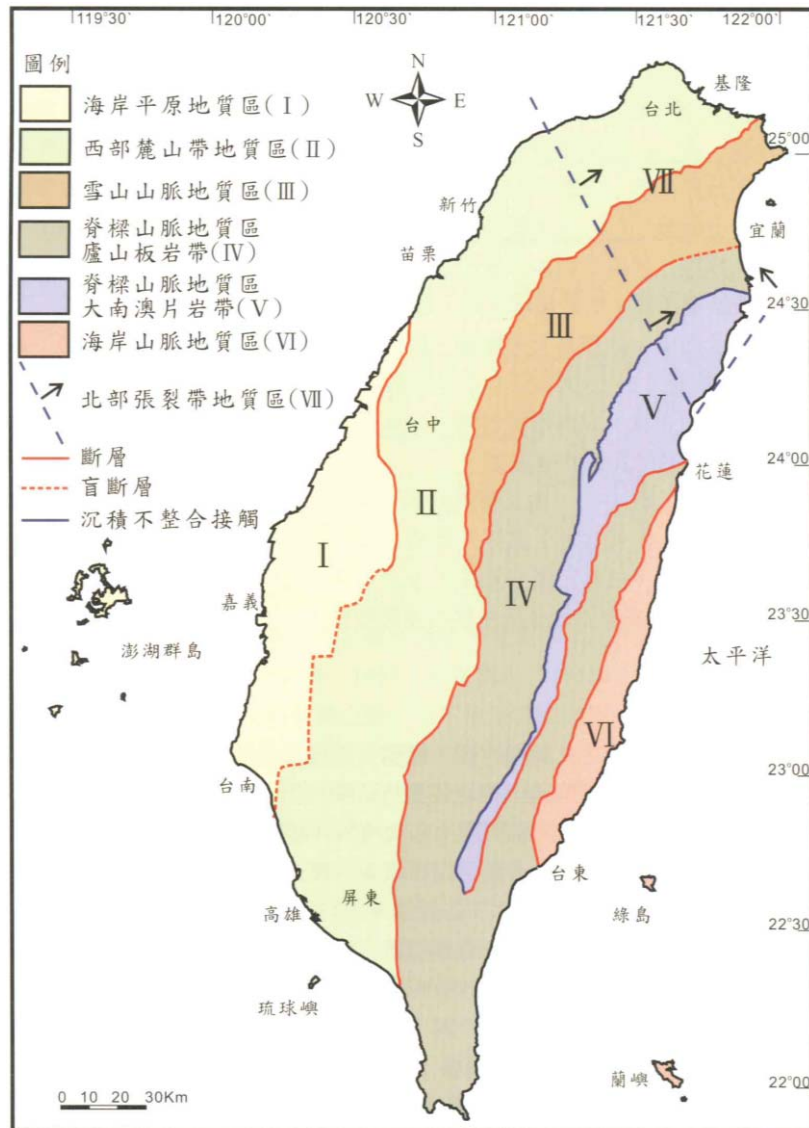 119°30' 120°00' 120°30' 121°00' 121°30' 122°00'
圖例
海岸平原地質區(Ⅰ)
西部麓山帶地質區(Ⅱ)
雪山山脈地質區(Ⅲ)
脊樑山脈地質區
廬山板岩帶(Ⅳ)
脊樑山脈地質區
大南澳片岩帶(Ⅴ)
海岸山脈地質區(Ⅵ)
北部張裂帶地質區(Ⅶ)
斷層
盲斷層
沉積不整合接觸
N
W E
S
基隆
台北
25°00'
Ⅶ
新竹
宜蘭
苗栗
24°30'
Ⅲ
Ⅴ
台中
24°00'
花蓮
Ⅱ
Ⅰ
Ⅳ
嘉義
23°30'
澎湖群島
太平洋
Ⅵ
23°00'
台南
台東
屏東
高雄
綠島
22°30'
琉球嶼
蘭嶼
22°00'
0 10 20 30Km